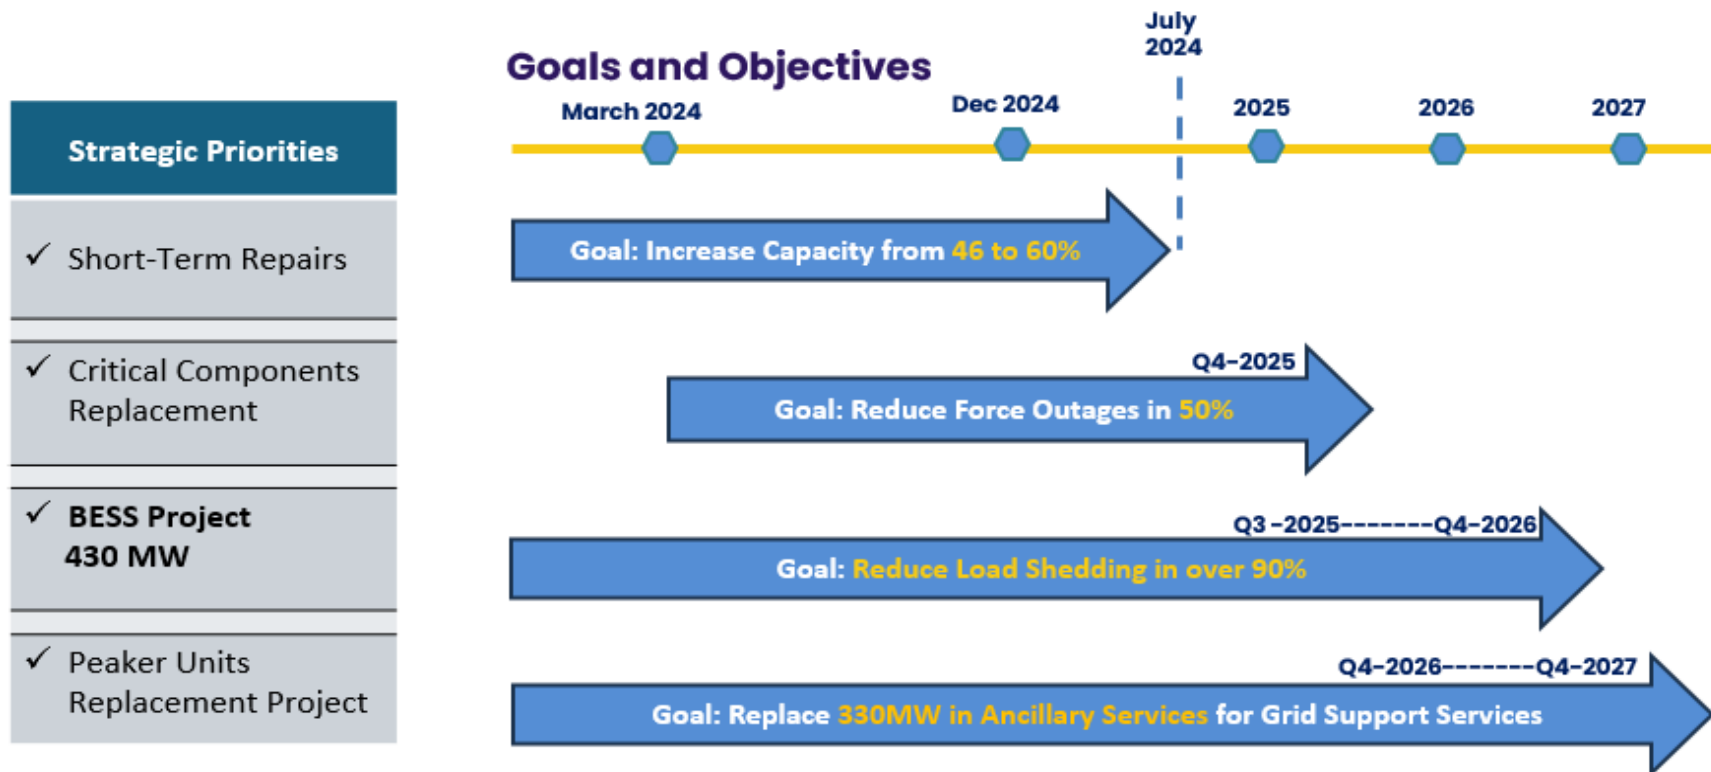 July
2024
Goals and Objectives
March 2024
Dec 2024
2025
2026
2027
Strategic Priorities
✓ Short-Term Repairs
Goal: Increase Capacity from 46 to 60%
✓ Critical Components
Replacement
Q4-2025
Goal: Reduce Force Outages in 50%
✓ BESS Project
430 MW
Q3-2025-------Q4-2026
Goal: Reduce Load Shedding in over 90%
✓ Peaker Units
Replacement Project
Q4-2026-------Q4-2027
Goal: Replace 330MW in Ancillary Services for Grid Support Services